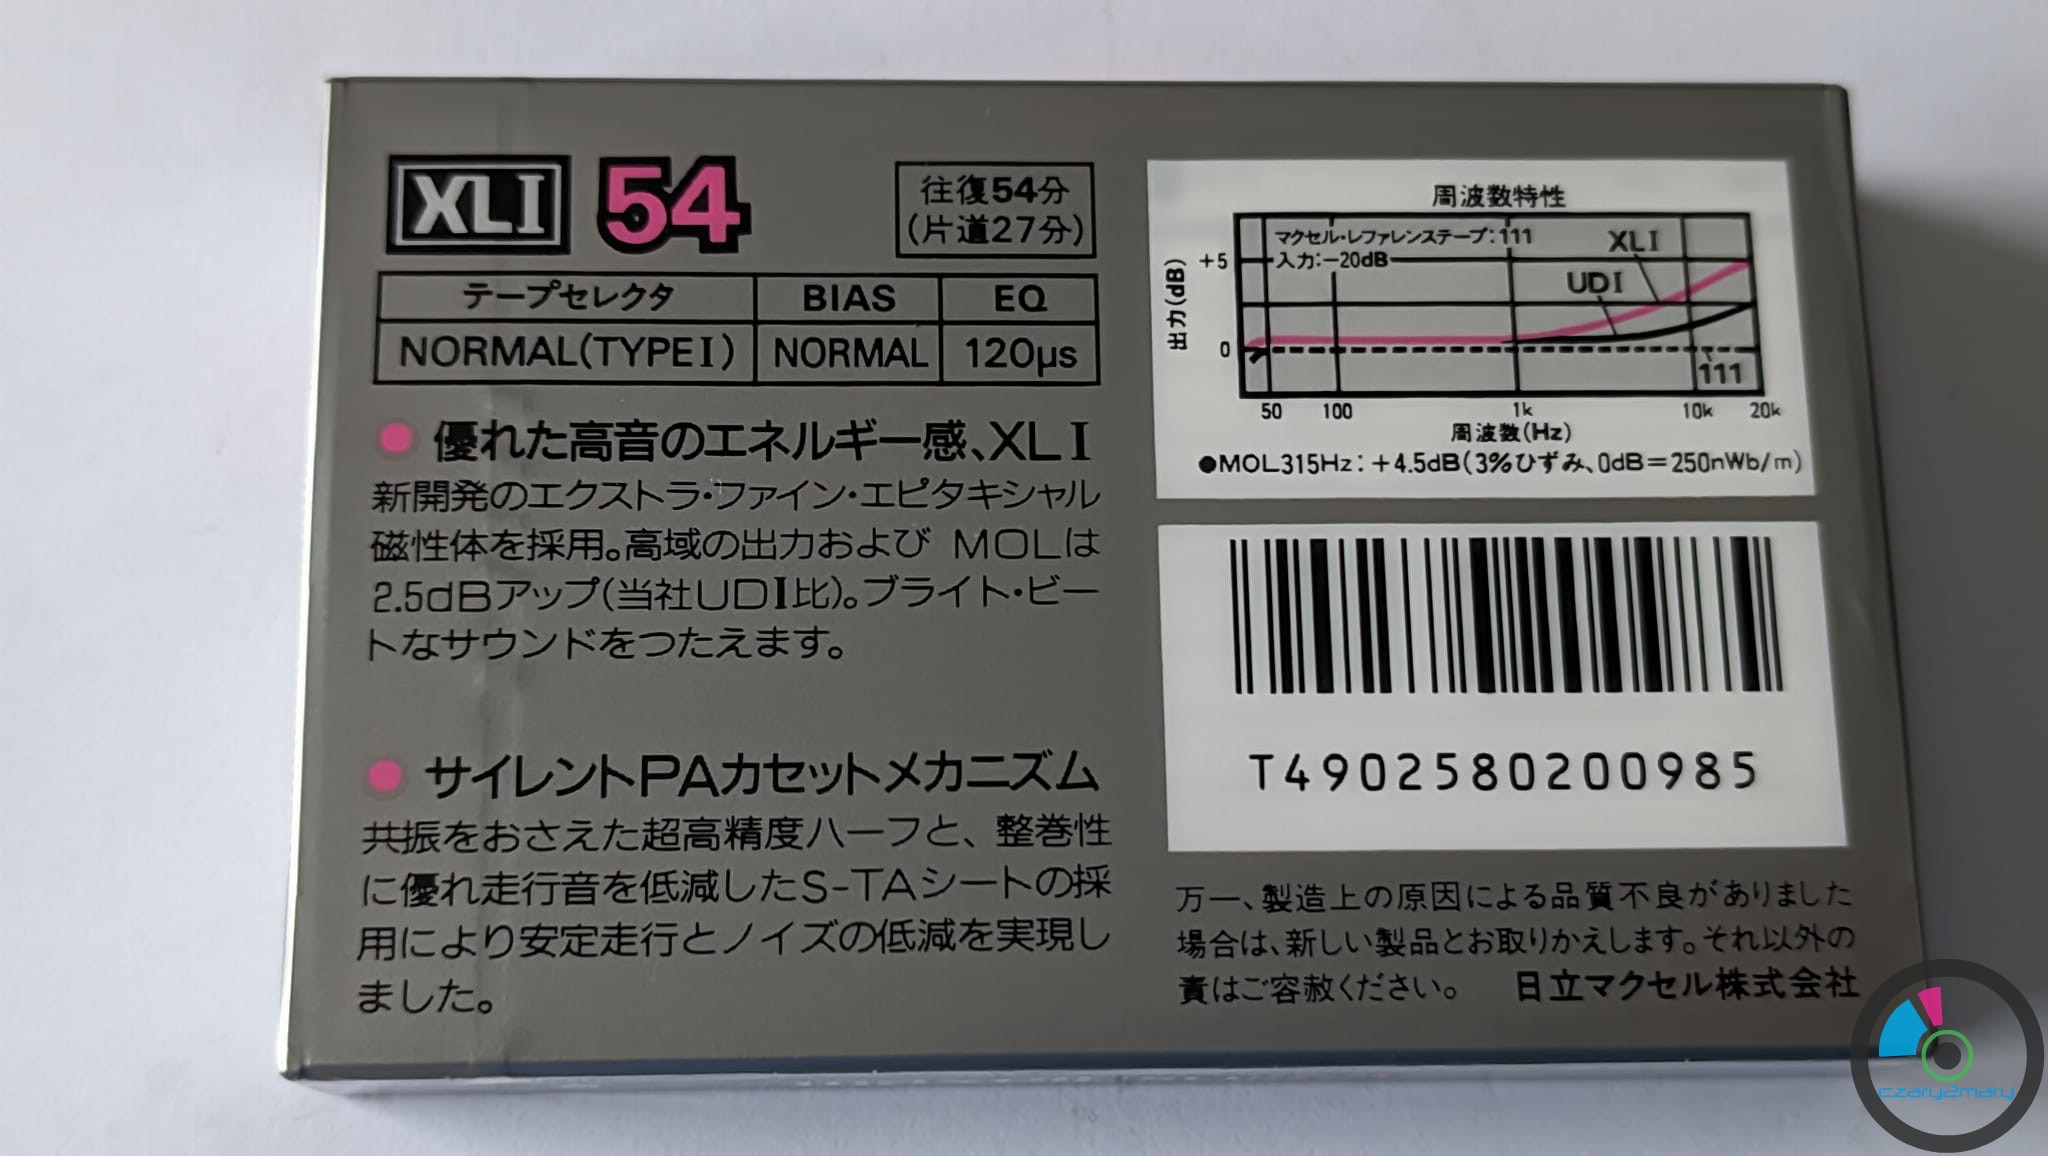 XLI 54
往復54分
(片道27分)
テープセレクタ BIAS EQ
NORMAL(TYPEI) NORMAL 120μs
● 優れた高音のエネルギー感、XLI
新開発のエクストラ・ファイン・エピタキシャル
磁性体を採用。高域の出力および MOLは
2.5dBアップ(当社UDI比)。ブライト・ビー
トなサウンドをつたえます。
● サイレントPAカセットメカニズム
共振をおさえた超高精度ハーフと、整巻性
に優れ走行音を低減したS-TAシートの採
用により安定走行とノイズの低減を実現し
ました。
周波数特性
マクセル・レファレンステープ:111
入力:-20dB
XLI
UDI
111
出力(dB)
+5
0
50 100 1k 10k 20k
周波数(Hz)
●MOL315Hz:+4.5dB(3%ひずみ、0dB=250nWb/m)
T4902580200985
万一、製造上の原因による品質不良がありました
場合は、新しい製品とお取りかえします。それ以外の
責はご容赦ください。 日立マクセル株式会社
czary2mary